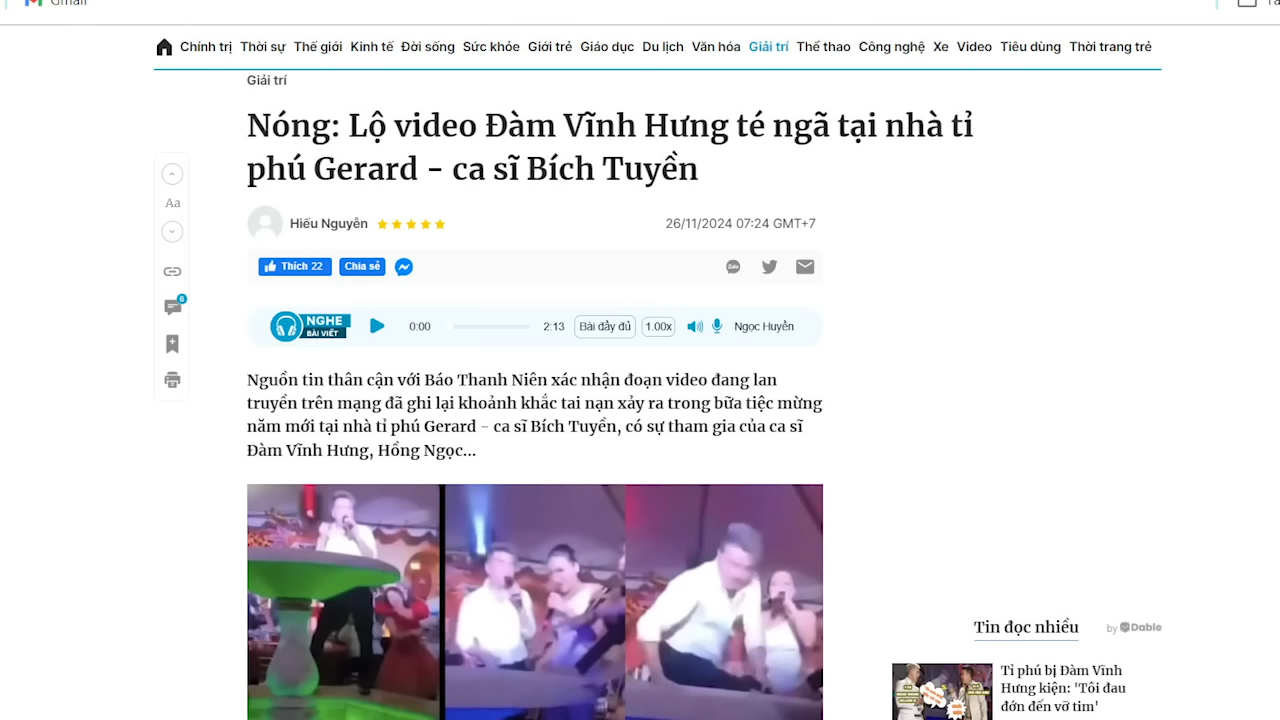 Gmail
Chính trị Thời sự Thế giới Kinh tế Đời sống Sức khỏe Giới trẻ Giáo dục Du lịch Văn hóa Giải trí Thể thao Công nghệ Xe Video Tiêu dùng Thời trang trẻ
Giải trí
Nóng: Lộ video Đàm Vĩnh Hưng té ngã tại nhà tỉ
phú Gerard - ca sĩ Bích Tuyền
Aa
Hiếu Nguyễn
26/11/2024 07:24 GMT+7
Thích 22 Chia sẻ
Zalo
6
NGHE
BÀI VIẾT
0:00 2:13 Bài đầy đủ 1.00x Ngọc Huyền
Nguồn tin thân cận với Báo Thanh Niên xác nhận đoạn video đang lan
truyền trên mạng đã ghi lại khoảnh khắc tai nạn xảy ra trong bữa tiệc mừng
năm mới tại nhà tỉ phú Gerard - ca sĩ Bích Tuyền, có sự tham gia của ca sĩ
Đàm Vĩnh Hưng, Hồng Ngọc...
Tin đọc nhiều
by Dable
Tỉ phú bị Đàm Vĩnh
Hưng kiện: 'Tôi đau
đớn đến vỡ tim'